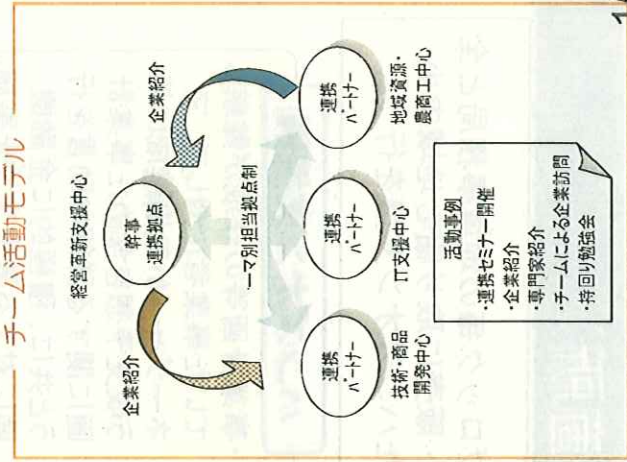 チーム活動モデル
経営革新支援中心
企業紹介
幹事
連携拠点
企業紹介
ーマ別担当拠点制
連携
パートナー
技術・商品
開発中心
連携
パートナー
IT支援中心
連携
パートナー
地域資源・
農商工中心
活動事例
・連携セミナー開催
・企業紹介
・専門家紹介
・チームによる企業訪問
・持回り勉強会
1